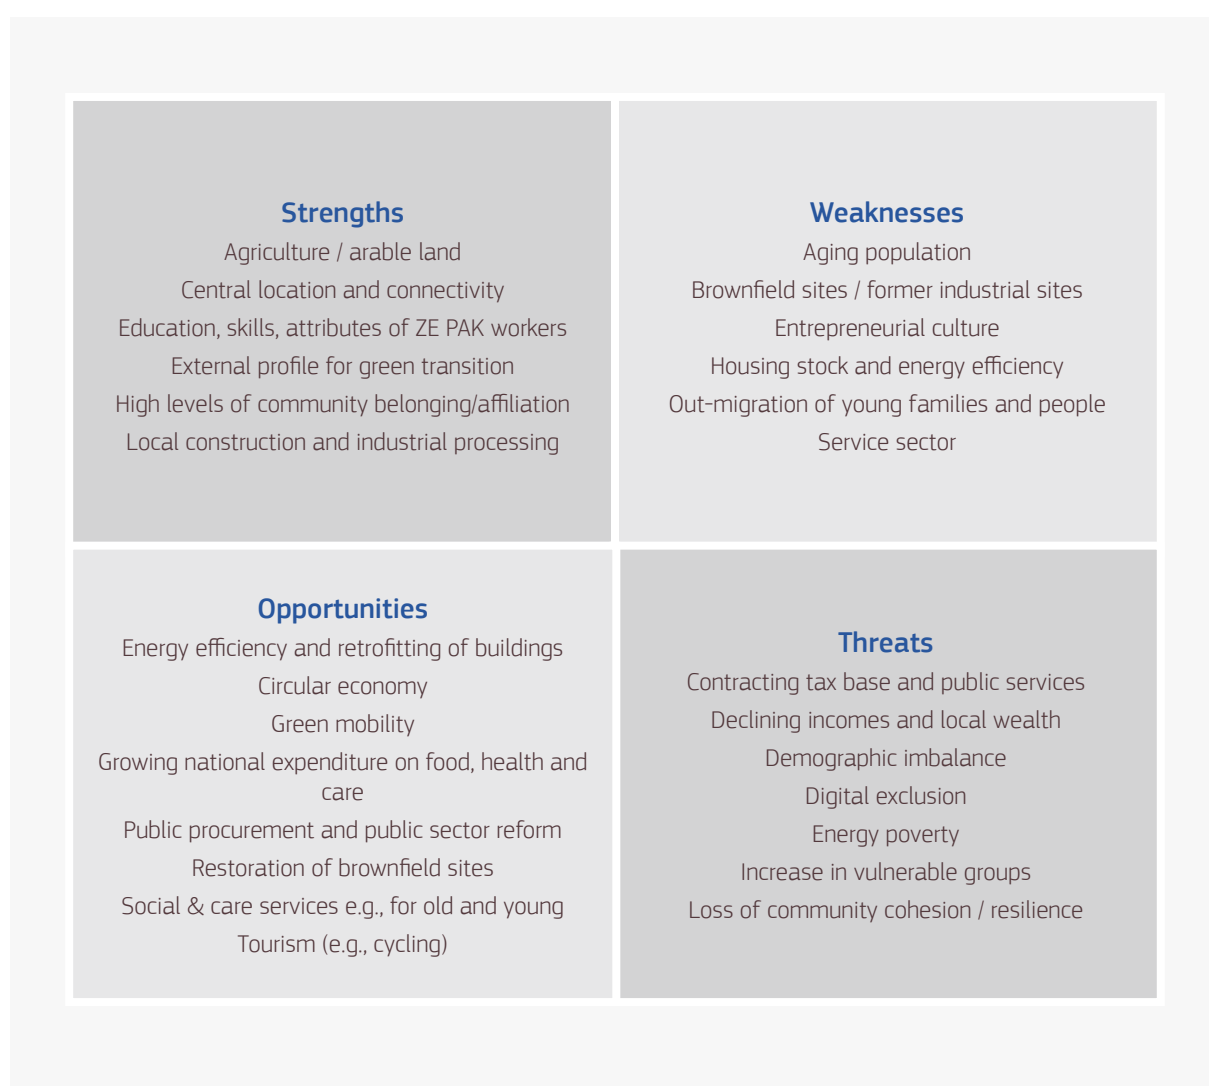 Strengths
Agriculture / arable land
Central location and connectivity
Education, skills, attributes of ZE PAK workers
External profile for green transition
High levels of community belonging/affiliation
Local construction and industrial processing
Weaknesses
Aging population
Brownfield sites / former industrial sites
Entrepreneurial culture
Housing stock and energy efficiency
Out-migration of young families and people
Service sector
Opportunities
Energy efficiency and retrofitting of buildings
Circular economy
Green mobility
Growing national expenditure on food, health and
care
Public procurement and public sector reform
Restoration of brownfield sites
Social & care services e.g., for old and young
Tourism (e.g., cycling)
Threats
Contracting tax base and public services
Declining incomes and local wealth
Demographic imbalance
Digital exclusion
Energy poverty
Increase in vulnerable groups
Loss of community cohesion / resilience